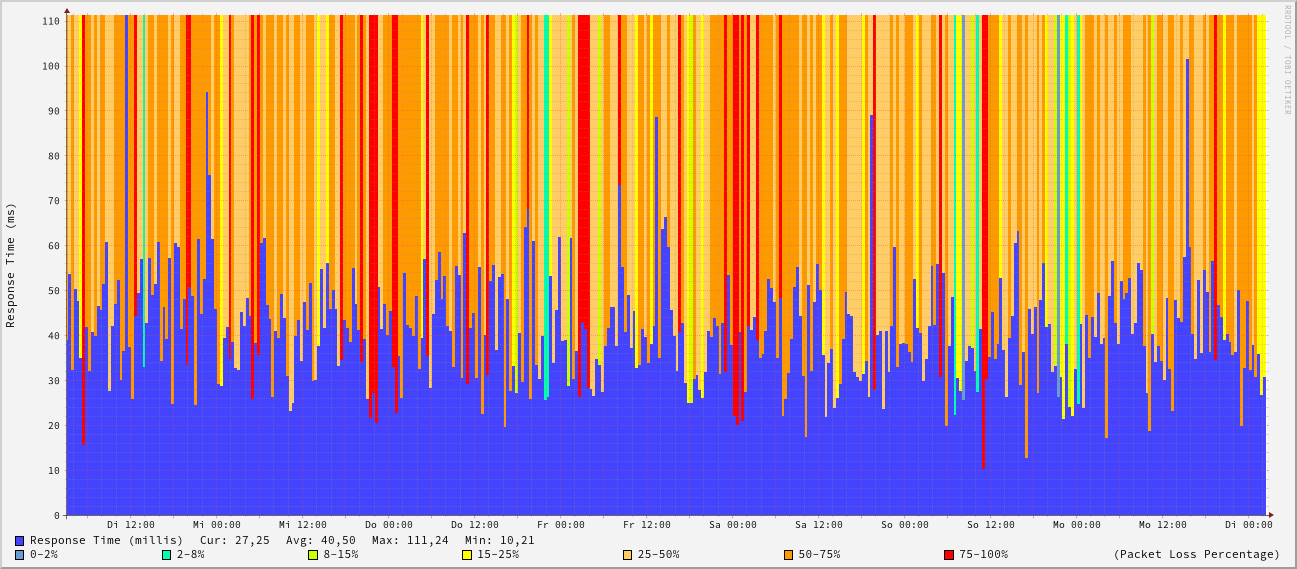 RRDTOOL / TOBI OETIKER
Response Time (ms)
110
100
90
80
70
60
50
40
30
20
10
0
Di 12:00 Mi 00:00 Mi 12:00 Do 00:00 Do 12:00 Fr 00:00 Fr 12:00 Sa 00:00 Sa 12:00 So 00:00 So 12:00 Mo 00:00 Mo 12:00 Di 00:00
Response Time (millis) Cur: 27,25 Avg: 40,50 Max: 111,24 Min: 10,21
0-2% 2-8% 8-15% 15-25% 25-50% 50-75% 75-100% (Packet Loss Percentage)